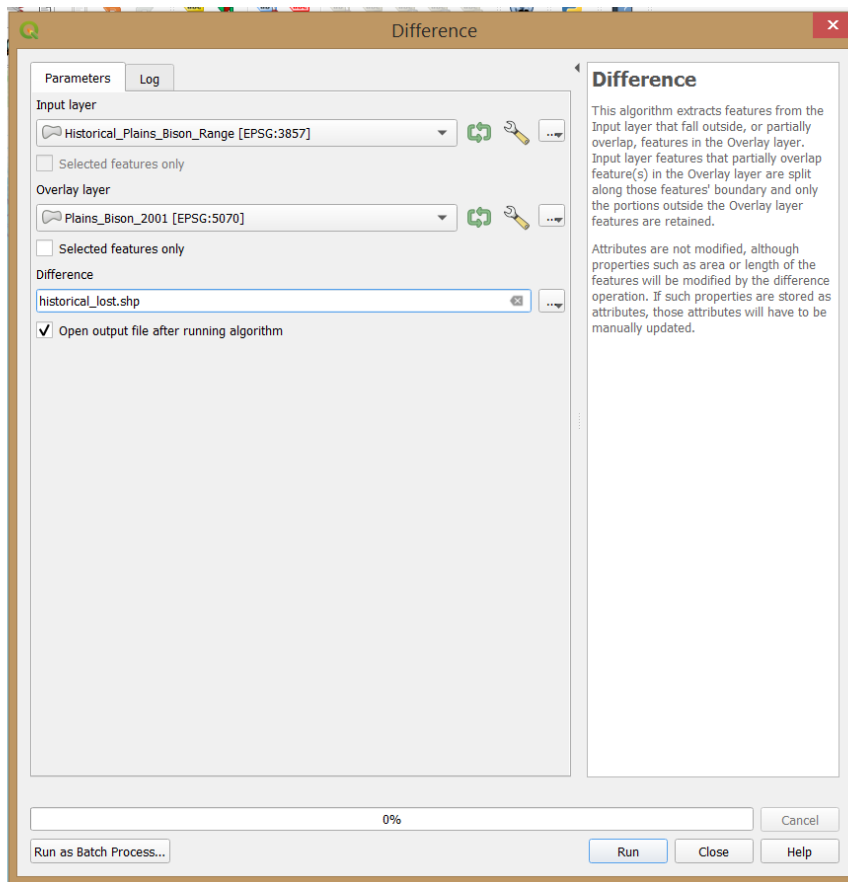 Difference
Parameters
Log
Input layer
Historical_Plains_Bison_Range [EPSG:3857]
Selected features only
Overlay layer
Plains_Bison_2001 [EPSG:5070]
Selected features only
Difference
historical_lost.shp
Open output file after running algorithm
Difference
This algorithm extracts features from the
Input layer that fall outside, or partially
overlap, features in the Overlay layer.
Input layer features that partially overlap
feature(s) in the Overlay layer are split
along those features' boundary and only
the portions outside the Overlay layer
features are retained.
Attributes are not modified, although
properties such as area or length of the
features will be modified by the difference
operation. If such properties are stored as
attributes, those attributes will have to be
manually updated.
0%
Cancel
Run as Batch Process...
Run
Close
Help